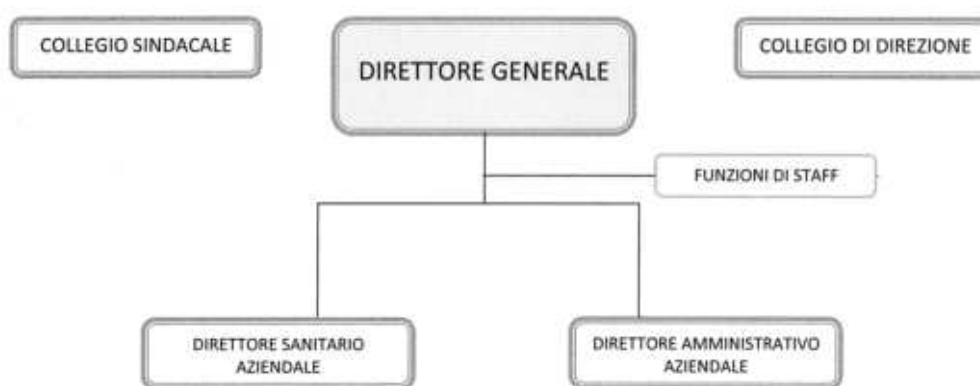 COLLEGIO SINDACALE
DIRETTORE GENERALE
COLLEGIO DI DIREZIONE
FUNZIONI DI STAFF
DIRETTORE SANITARIO
AZIENDALE
DIRETTORE AMMINISTRATIVO
AZIENDALE